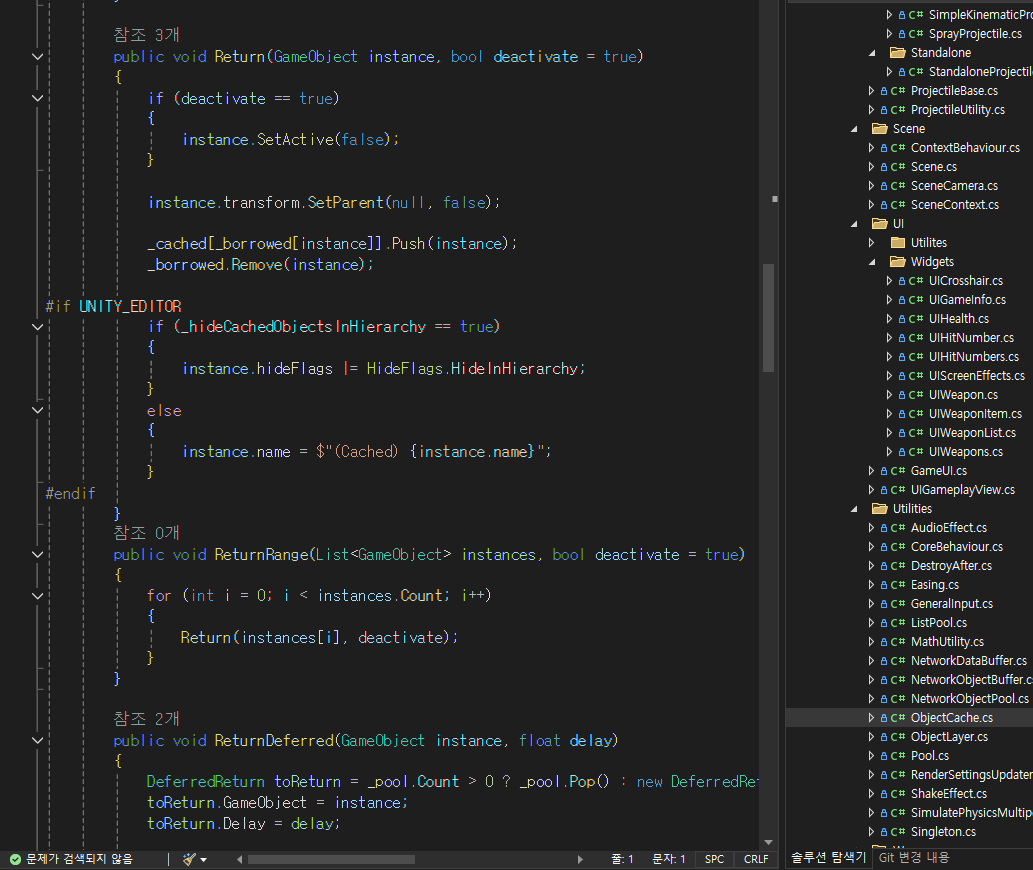 참조 3개
public void Return(GameObject instance, bool deactivate = true)
{
if (deactivate == true)
{
instance.SetActive(false);
}
instance.transform.SetParent(null, false);
_cached[_borrowed[instance]].Push(instance);
_borrowed.Remove(instance);
#if UNITY_EDITOR
if (_hideCachedObjectsInHierarchy == true)
{
instance.hideFlags |= HideFlags.HideInHierarchy;
}
else
{
instance.name = $"(Cached) {instance.name}";
}
#endif
}
참조 0개
public void ReturnRange(List<GameObject> instances, bool deactivate = true)
{
for (int i = 0; i < instances.Count; i++)
{
Return(instances[i], deactivate);
}
}
참조 2개
public void ReturnDeferred(GameObject instance, float delay)
{
DeferredReturn toReturn = _pool.Count > 0 ? _pool.Pop() : new DeferredRe
toReturn.GameObject = instance;
toReturn.Delay = delay;
문제가 검색되지 않음
줄: 1
문자: 1
SPC
CRLF
C# SimpleKinematicPr
C# SprayProjectile.cs
Standalone
C# StandaloneProjectil
C# ProjectileBase.cs
C# ProjectileUtility.cs
Scene
C# ContextBehaviour.cs
C# Scene.cs
C# SceneCamera.cs
C# SceneContext.cs
UI
Utilites
Widgets
C# UICrosshair.cs
C# UIGameInfo.cs
C# UIHealth.cs
C# UIHitNumber.cs
C# UIHitNumbers.cs
C# UIScreenEffects.cs
C# UIWeapon.cs
C# UIWeaponItem.cs
C# UIWeaponList.cs
C# UIWeapons.cs
C# GameUI.cs
C# UIGameplayView.cs
Utilities
C# AudioEffect.cs
C# CoreBehaviour.cs
C# DestroyAfter.cs
C# Easing.cs
C# GeneralInput.cs
C# ListPool.cs
C# MathUtility.cs
C# NetworkDataBuffer.cs
C# NetworkObjectBuffer.c
C# NetworkObjectPool.cs
C# ObjectCache.cs
C# ObjectLayer.cs
C# Pool.cs
C# RenderSettingsUpdater
C# ShakeEffect.cs
C# SimulatePhysicsMultip
C# Singleton.cs
솔루션 탐색기
Git 변경 내용